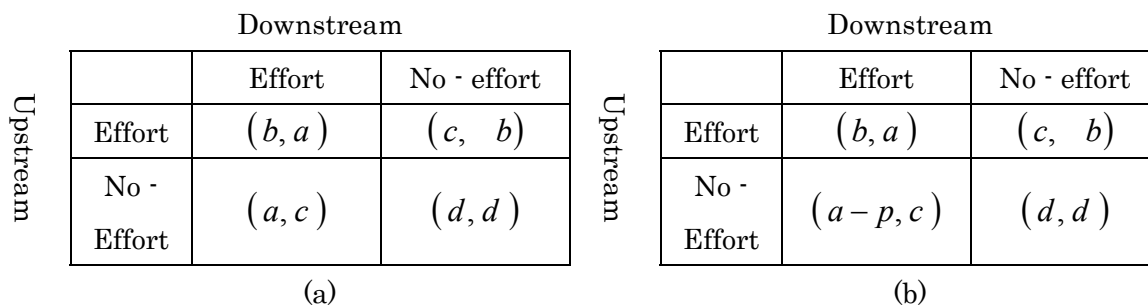 Downstream
Upstream
Effort No - effort
Effort (b, a) (c, b)
No - Effort (a, c) (d, d)
(a)
Downstream
Upstream
Effort No - effort
Effort (b, a) (c, b)
No - Effort (a − p, c) (d, d)
(b)